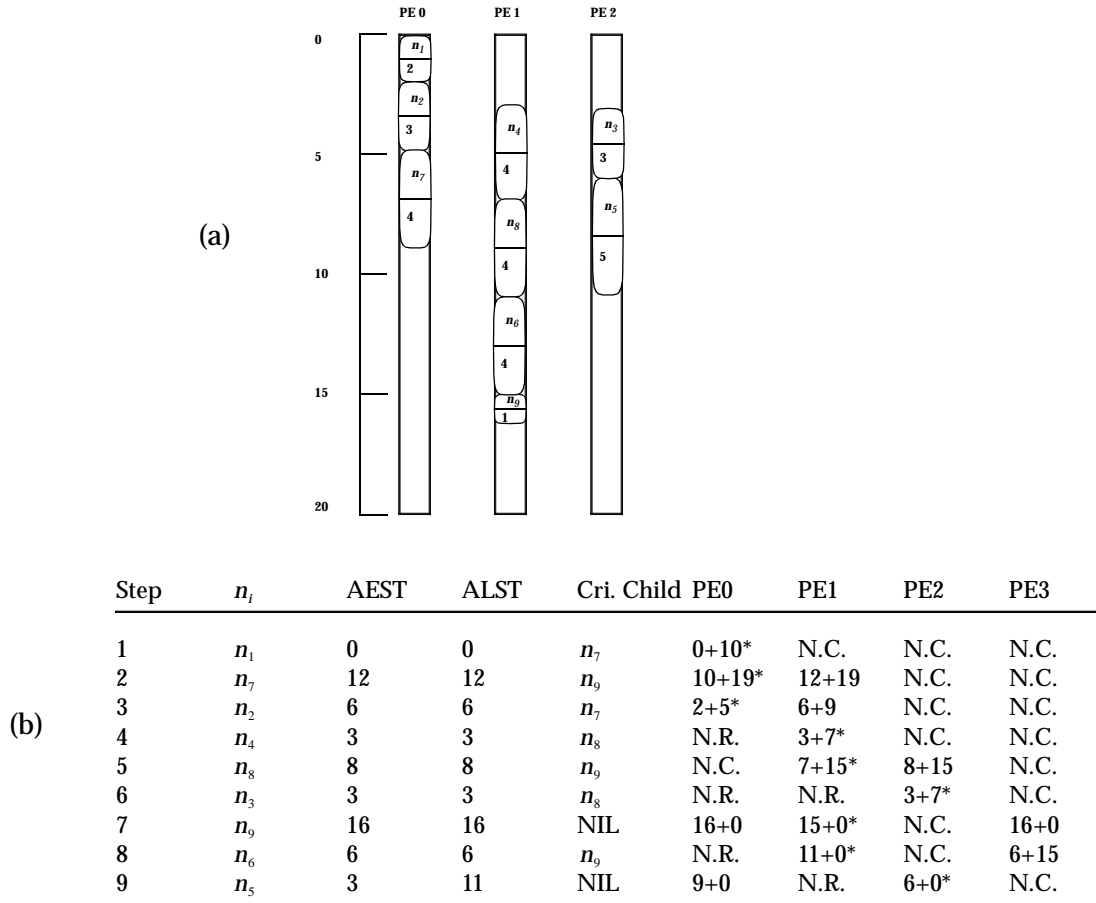 PE 0 PE 1 PE 2
0
n1
2
n2
n4 n3
3
5 3
n7 4
n5
4 n8
(a)
5
4
10
n6
4
15
n9
1
20
Step ni AEST ALST Cri. Child PE0 PE1 PE2 PE3
1 n1 0 0 n7 0+10* N.C. N.C. N.C.
2 n7 12 12 n9 10+19* 12+19 N.C. N.C.
(b)
3 n2 6 6 n7 2+5* 6+9 N.C. N.C.
4 n4 3 3 n8 N.R. 3+7* N.C. N.C.
5 n8 8 8 n9 N.C. 7+15* 8+15 N.C.
6 n3 3 3 n8 N.R. N.R. 3+7* N.C.
7 n9 16 16 NIL 16+0 15+0* N.C. 16+0
8 n6 6 6 n9 N.R. 11+0* N.C. 6+15
9 n5 3 11 NIL 9+0 N.R. 6+0* N.C.